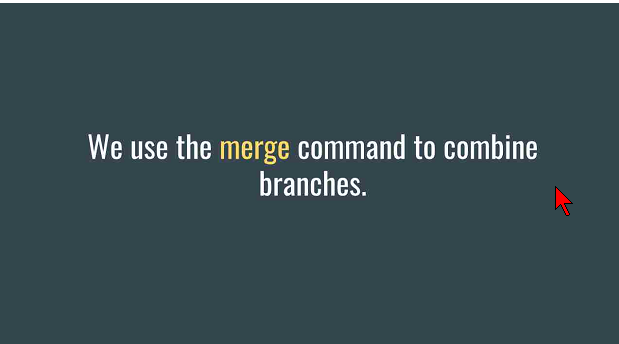 We use the merge command to combine
branches.